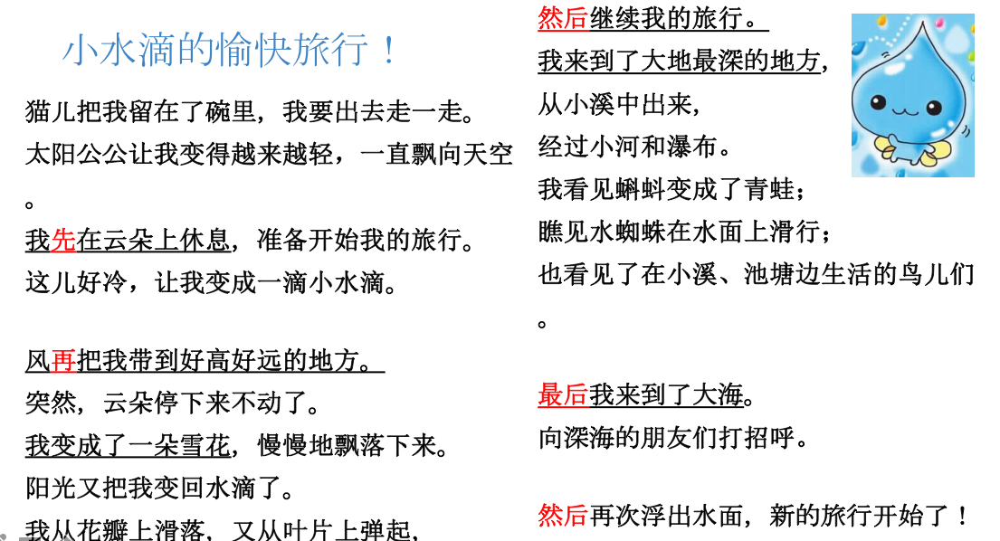 小水滴的愉快旅行！
猫儿把我留在了碗里，我要出去走一走。
太阳公公让我变得越来越轻，一直飘向天空
。
我先在云朵上休息，准备开始我的旅行。
这儿好冷，让我变成一滴小水滴。
风再把我带到好高好远的地方。
突然，云朵停下来不动了。
我变成了一朵雪花，慢慢地飘落下来。
阳光又把我变回水滴了。
我从花瓣上滑落，又从叶片上弹起，
然后继续我的旅行。
我来到了大地最深的地方，
从小溪中出来，
经过小河和瀑布。
我看见蝌蚪变成了青蛙；
瞧见水蜘蛛在水面上滑行；
也看见了在小溪、池塘边生活的鸟儿们
。
最后我来到了大海。
向深海的朋友们打招呼。
然后再次浮出水面，新的旅行开始了！